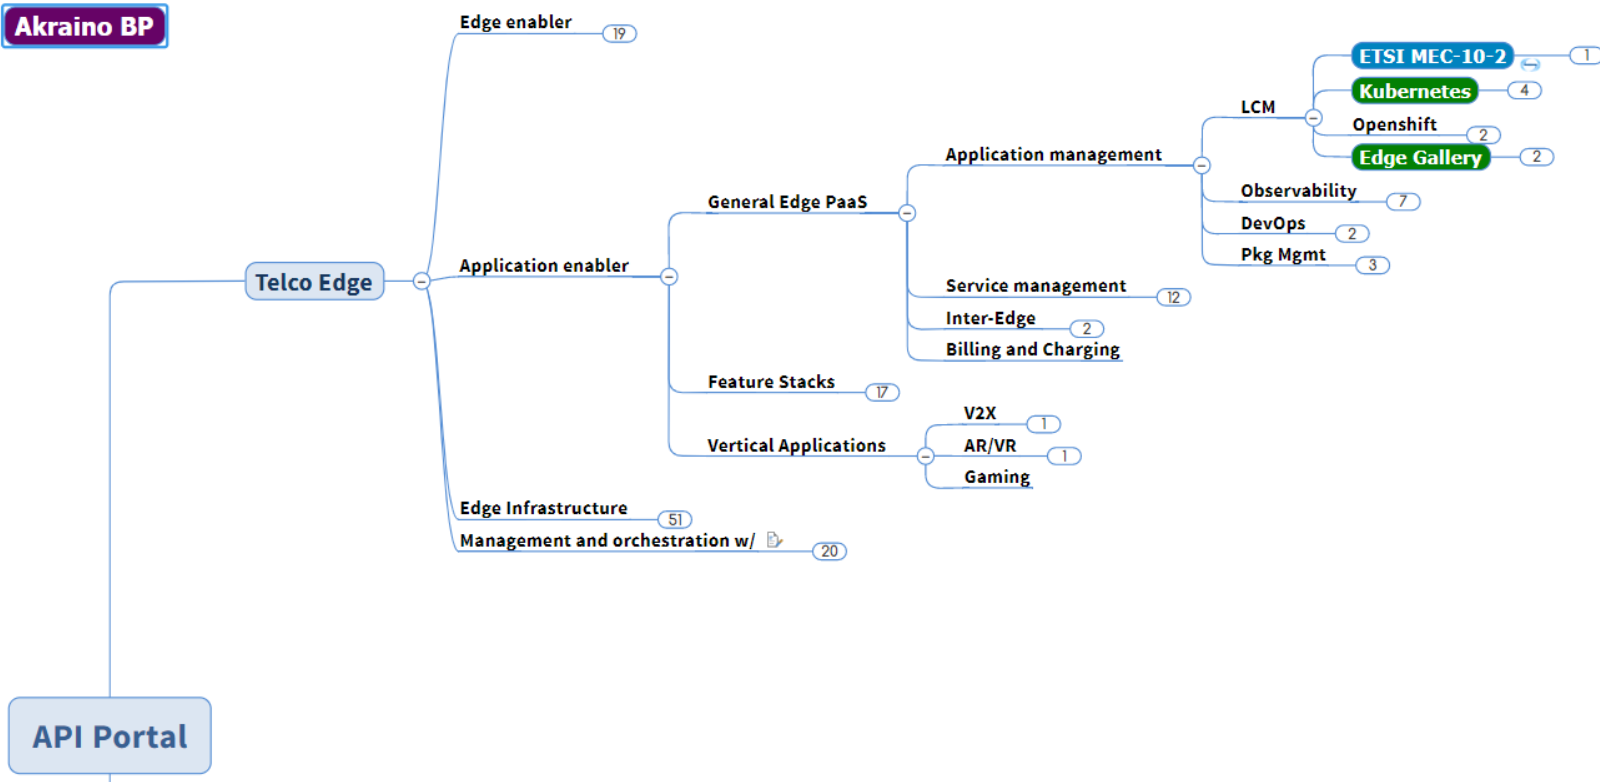 Akraino BP
Edge enabler
19
ETSI MEC-10-2
1
Kubernetes
4
LCM
Openshift
2
Edge Gallery
2
Application management
Observability
7
General Edge PaaS
DevOps
2
Pkg Mgmt
3
Application enabler
Telco Edge
Service management
12
Inter-Edge
2
Billing and Charging
Feature Stacks
17
V2X
1
Vertical Applications
AR/VR
1
Gaming
Edge Infrastructure
51
Management and orchestration w/
20
API Portal